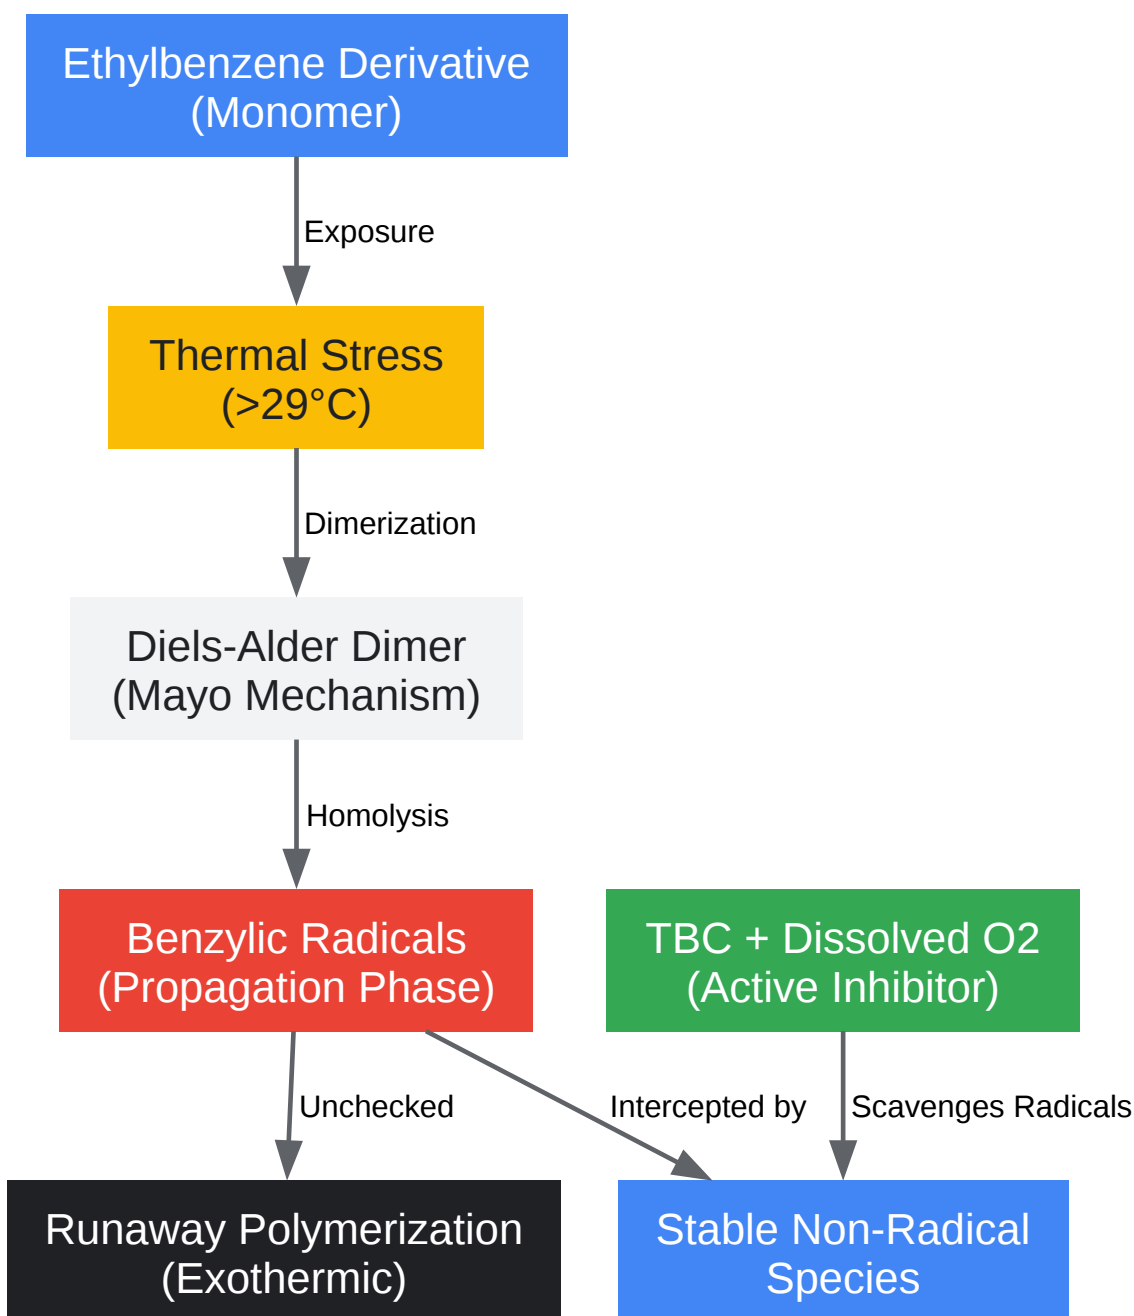 Ethylbenzene Derivative
(Monomer)
Exposure
Thermal Stress
(>29°C)
Dimerization
Diels-Alder Dimer
(Mayo Mechanism)
Homolysis
Benzylic Radicals
(Propagation Phase)
TBC + Dissolved O2
(Active Inhibitor)
Unchecked
Intercepted by
Scavenges Radicals
Runaway Polymerization
(Exothermic)
Stable Non-Radical
Species